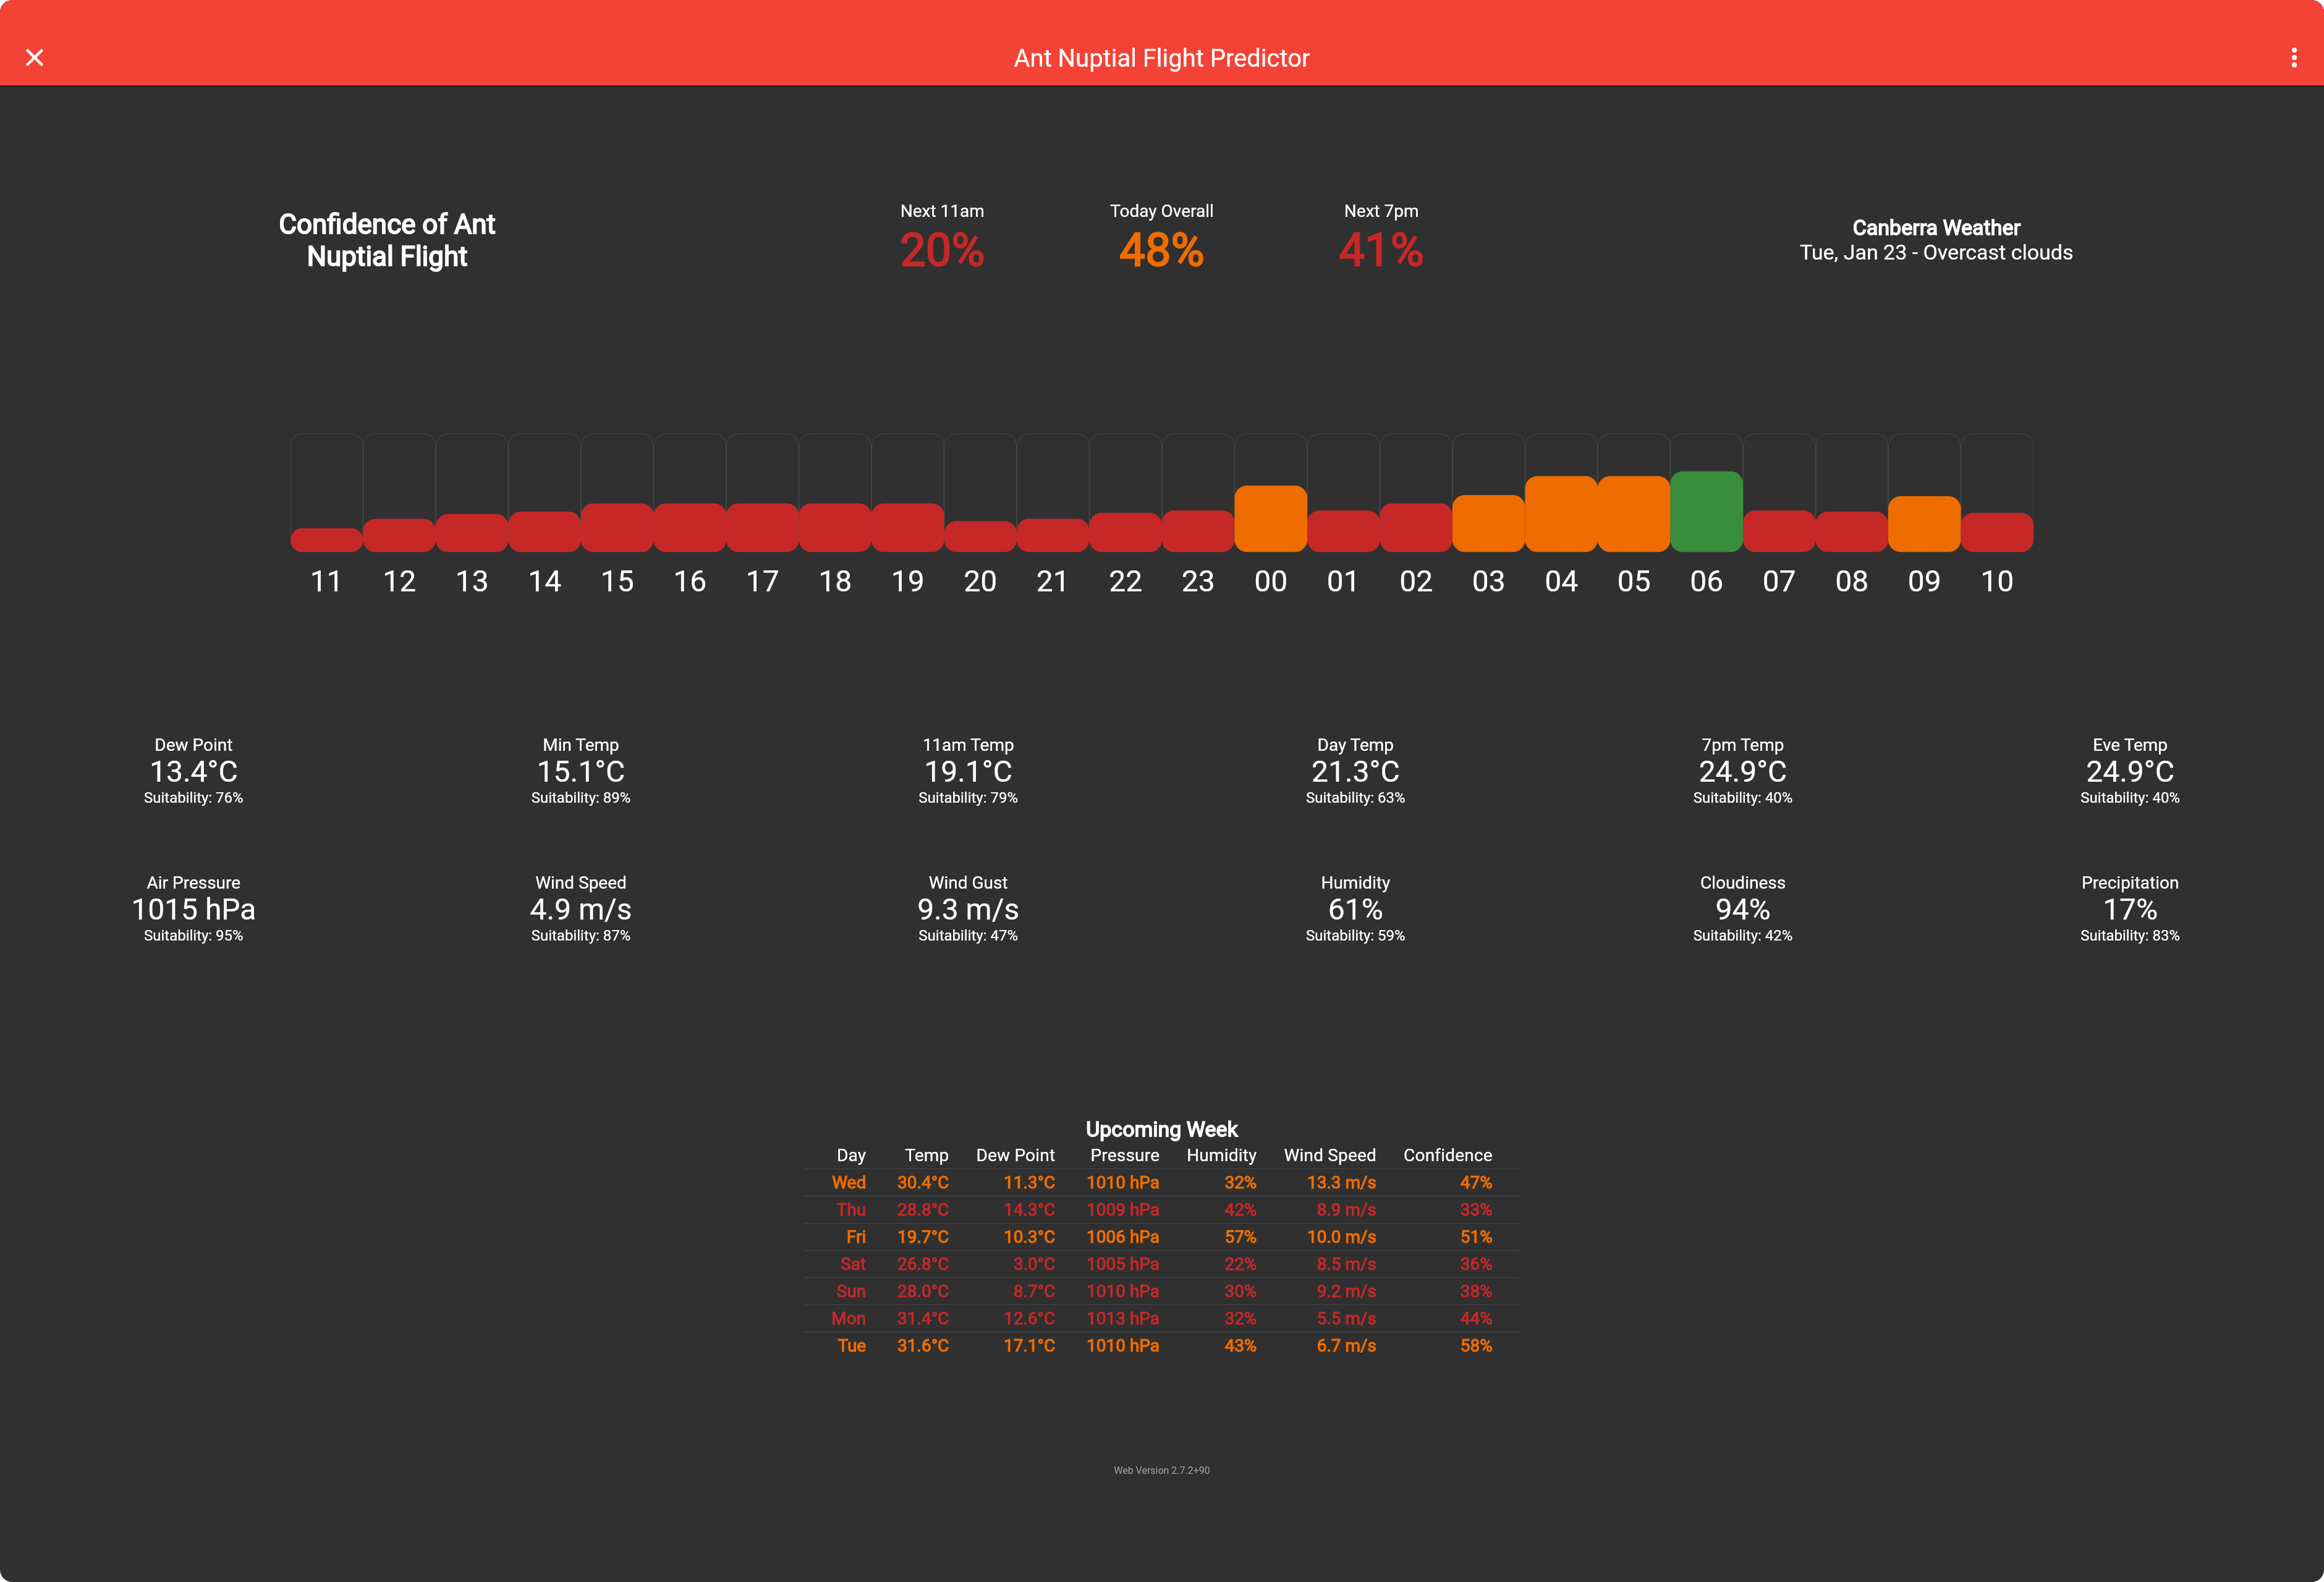 Ant Nuptial Flight Predictor
Confidence of Ant
Nuptial Flight
Next 11am
20%
Today Overall
48%
Next 7pm
41%
Canberra Weather
Tue, Jan 23 - Overcast clouds
11 12 13 14 15 16 17 18 19 20 21 22 23 00 01 02 03 04 05 06 07 08 09 10
Dew Point
13.4°C
Suitability: 76%
Min Temp
15.1°C
Suitability: 89%
11am Temp
19.1°C
Suitability: 79%
Day Temp
21.3°C
Suitability: 63%
7pm Temp
24.9°C
Suitability: 40%
Eve Temp
24.9°C
Suitability: 40%
Air Pressure
1015 hPa
Suitability: 95%
Wind Speed
4.9 m/s
Suitability: 87%
Wind Gust
9.3 m/s
Suitability: 47%
Humidity
61%
Suitability: 59%
Cloudiness
94%
Suitability: 42%
Precipitation
17%
Suitability: 83%
Upcoming Week
Day Temp Dew Point Pressure Humidity Wind Speed Confidence
Wed 30.4°C 11.3°C 1010 hPa 32% 13.3 m/s 47%
Thu 28.8°C 14.3°C 1009 hPa 42% 8.9 m/s 33%
Fri 19.7°C 10.3°C 1006 hPa 57% 10.0 m/s 51%
Sat 26.8°C 3.0°C 1005 hPa 22% 8.5 m/s 36%
Sun 28.0°C 8.7°C 1010 hPa 30% 9.2 m/s 38%
Mon 31.4°C 12.6°C 1013 hPa 32% 5.5 m/s 44%
Tue 31.6°C 17.1°C 1010 hPa 43% 6.7 m/s 58%
Web Version 2.7.2+90